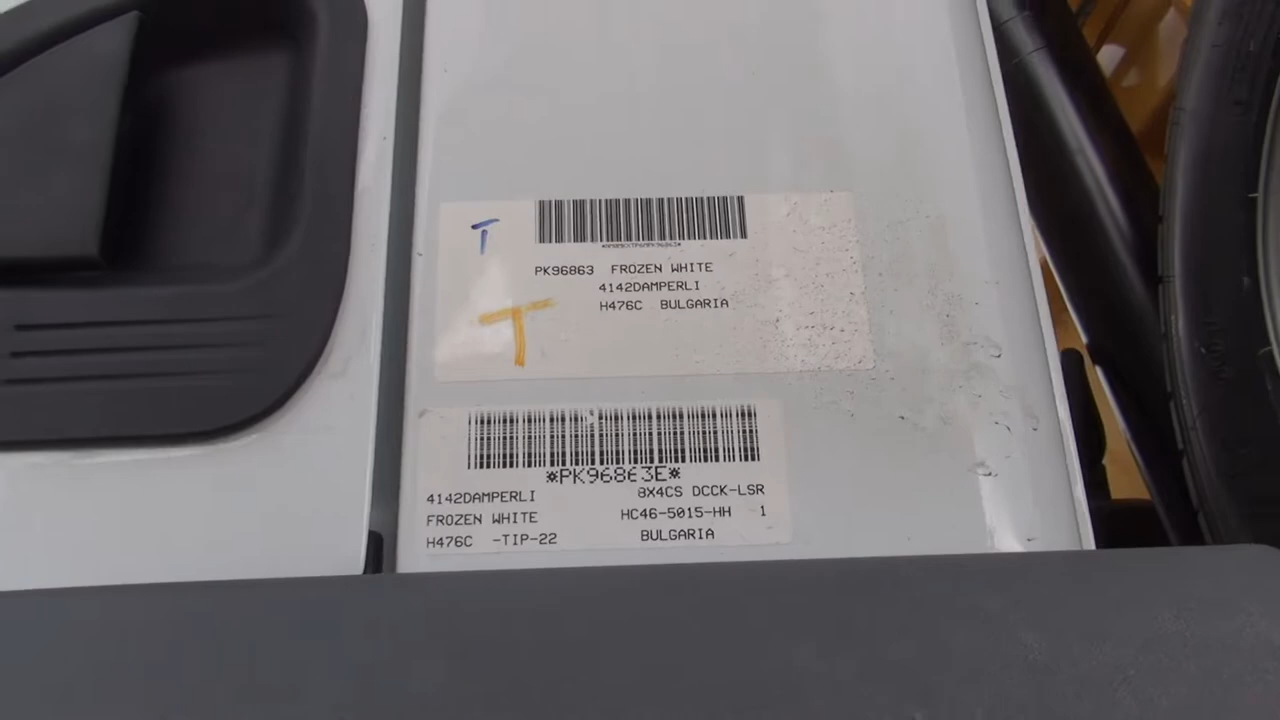 T
PK96863 FROZEN WHITE
4142DAMPERLI
H476C BULGARIA
T
*PK96863E*
4142DAMPERLI 8X4CS DCCK-LSR
FROZEN WHITE HC46-5015-HH 1
H476C -TIP-22 BULGARIA